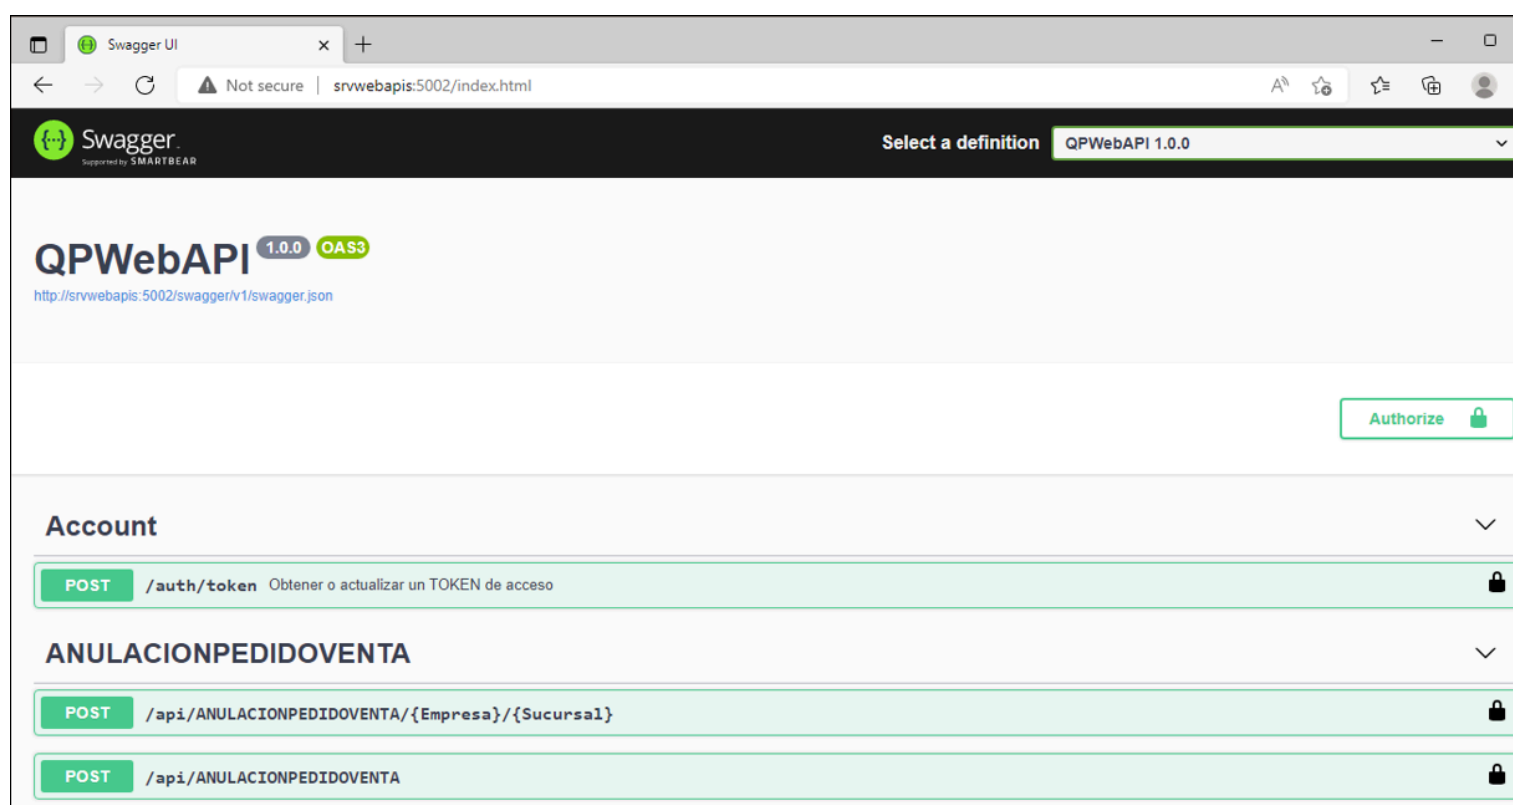 Swagger UI
Not secure srvwebapis:5002/index.html
Swagger.
Supported by SMARTBEAR
Select a definition QPWebAPI 1.0.0
QPWebAPI 1.0.0 OAS3
http://srvwebapis:5002/swagger/v1/swagger.json
Authorize
Account
POST /auth/token Obtener o actualizar un TOKEN de acceso
ANULACIONPEDIDOVENTA
POST /api/ANULACIONPEDIDOVENTA/{Empresa}/{Sucursal}
POST /api/ANULACIONPEDIDOVENTA